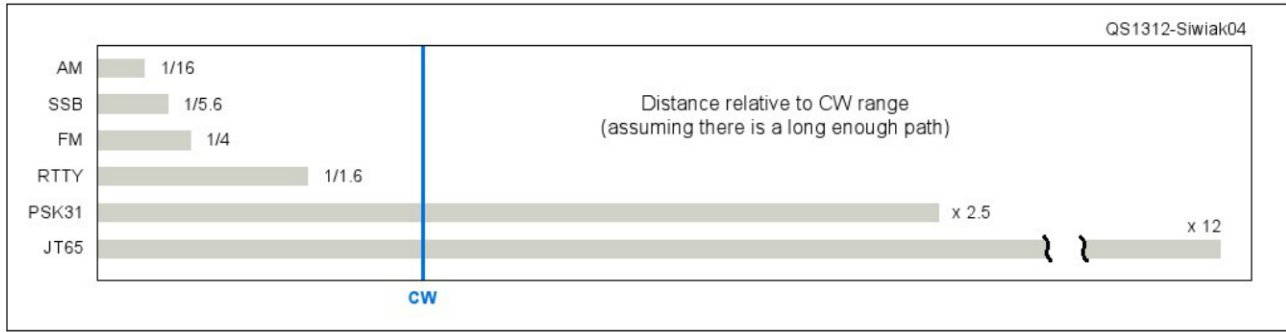 QS1312-Siwiak04
AM 1/16
SSB 1/5.6
FM 1/4
RTTY 1/1.6
PSK31 x 2.5
JT65 x 12
Distance relative to CW range
(assuming there is a long enough path)
CW